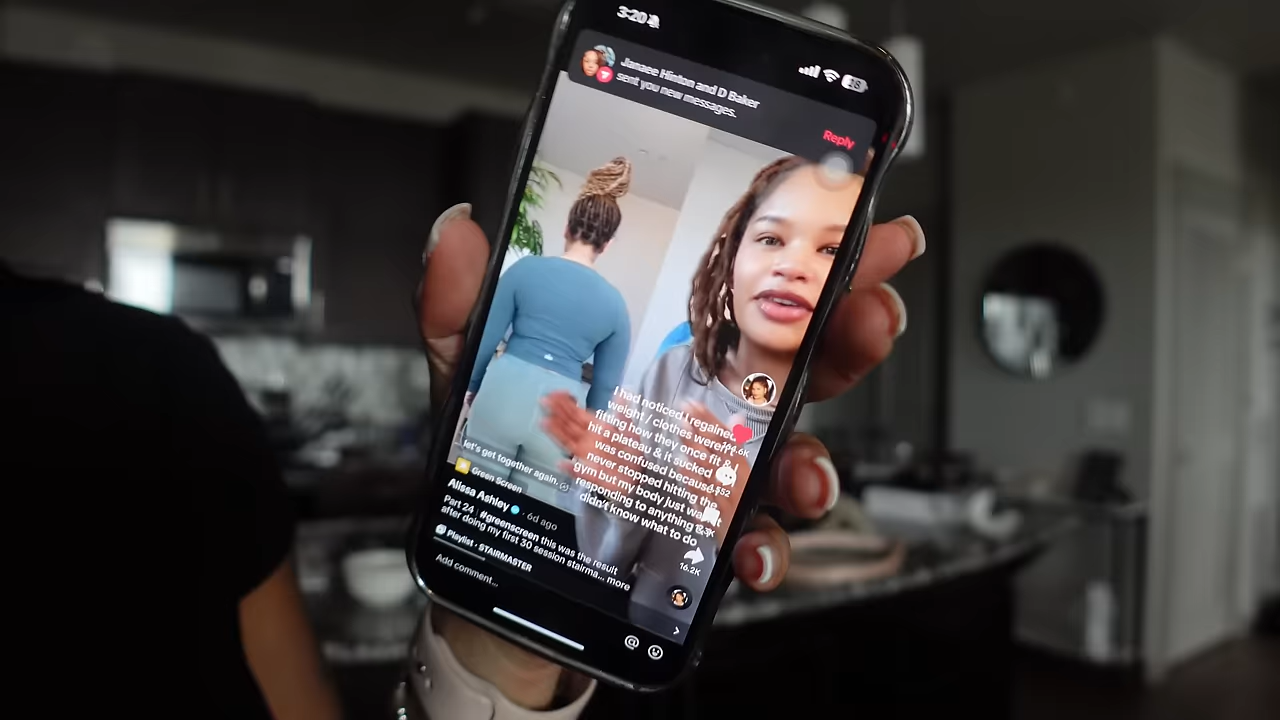 3:20
Janaee Hinton and D Baker
sent you new messages.
Reply
I had noticed I regained
weight / clothes weren't
fitting how they once fit
hit a plateau & it sucked
was confused because
never stopped hitting the
gym but my body just wasn't
responding to anything &
didn't know what to do
let's get together again.
Green Screen
Alissa Ashley · 6d ago
Part 24 | #greenscreen this was the result
after doing my first 30 session stairma... more
Playlist · STAIRMASTER
16.2K
Add comment...